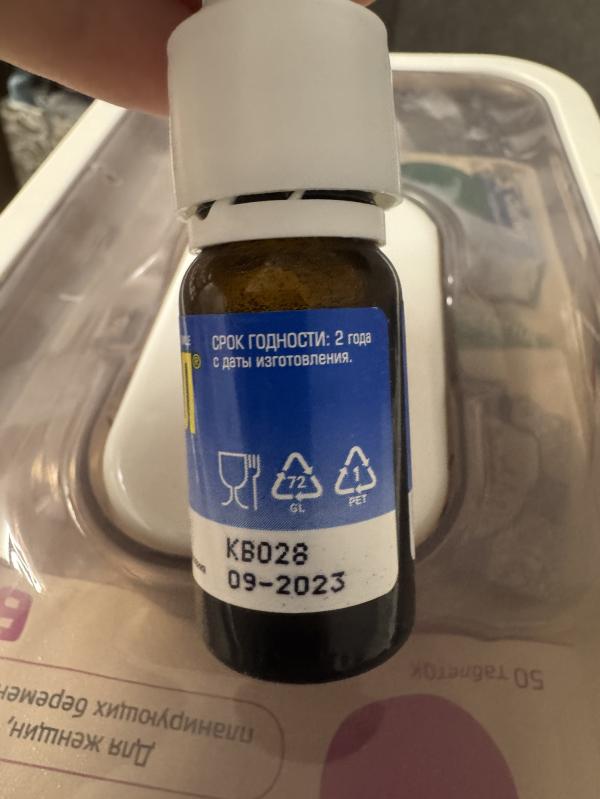 СРОК ГОДНОСТИ: 2 года
с даты изготовления.
72
GL
1
PET
KB028
09-2023
50 таблеток
Для женщин,
планирующих беремен
В